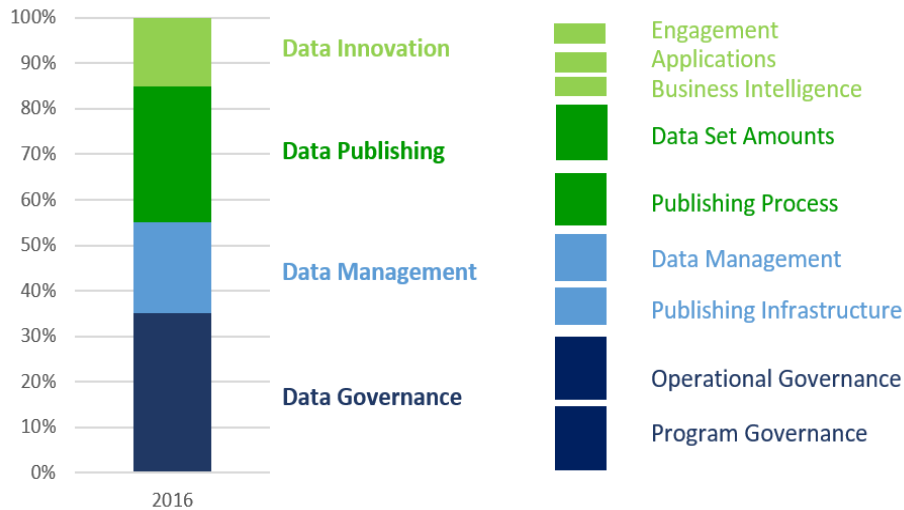 100%
90%
80%
70%
60%
50%
40%
30%
20%
10%
0%
2016
Data Innovation
Data Publishing
Data Management
Data Governance
Engagement
Applications
Business Intelligence
Data Set Amounts
Publishing Process
Data Management
Publishing Infrastructure
Operational Governance
Program Governance